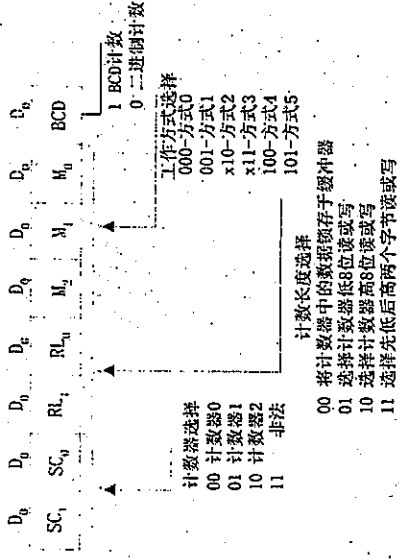 D₀ D₀ D₀ D₀ D₀ D₀ D₀ D₀
SC₁ SC₀ RL₁ RL₀ M₂ M₁ M₀ BCD
1 BCD计数
0 二进制计数
工作方式选择
000-方式0
001-方式1
x10-方式2
x11-方式3
100-方式4
101-方式5
计数长度选择
00 将计数器中的数据锁存于缓冲器
01 选择计数器低8位读或写
10 选择计数器高8位读或写
11 选择先低后高两个字节读或写
计数器选择
00 计数器0
01 计数器1
10 计数器2
11 非法